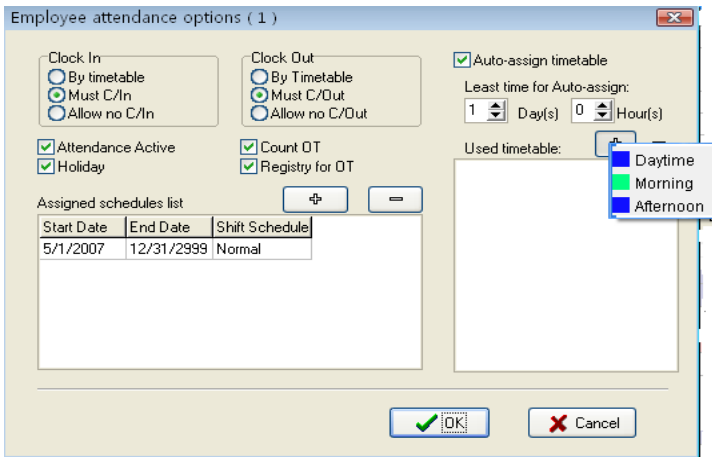 Employee attendance options ( 1 )
Clock In
By timetable
Must C/In
Allow no C/In
Clock Out
By Timetable
Must C/Out
Allow no C/Out
Attendance Active
Count OT
Holiday
Registry for OT
Assigned schedules list
Start Date End Date Shift Schedule
5/1/2007 12/31/2999 Normal
Auto-assign timetable
Least time for Auto-assign:
1 Day(s) 0 Hour(s)
Used timetable:
Daytime
Morning
Afternoon
OK Cancel